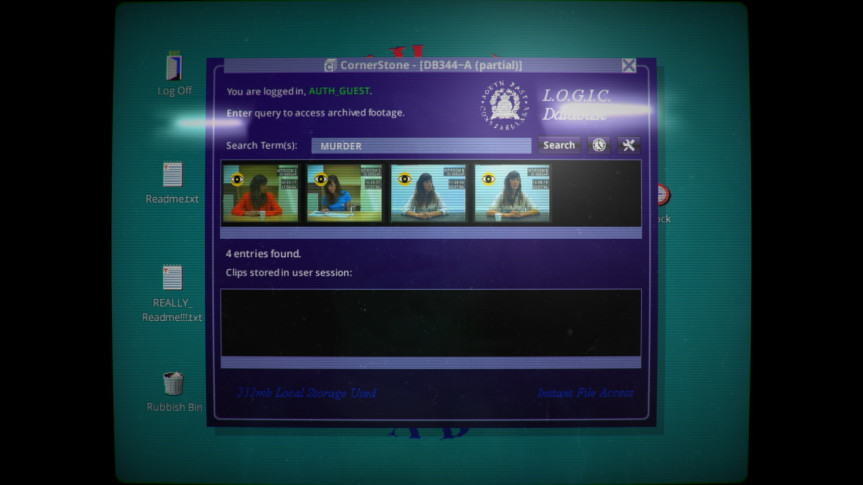 CornerStone - [DB344-A (partial)]
Log Off
You are logged in, AUTH_GUEST.
Enter query to access archived footage.
L.O.G.I.C.
Database
Search Term(s):
MURDER
Search
Readme.txt
4 entries found.
Clips stored in user session:
REALLY_
Readme!!!.txt
Rubbish Bin
232mb Local Storage Used
Instant File Access